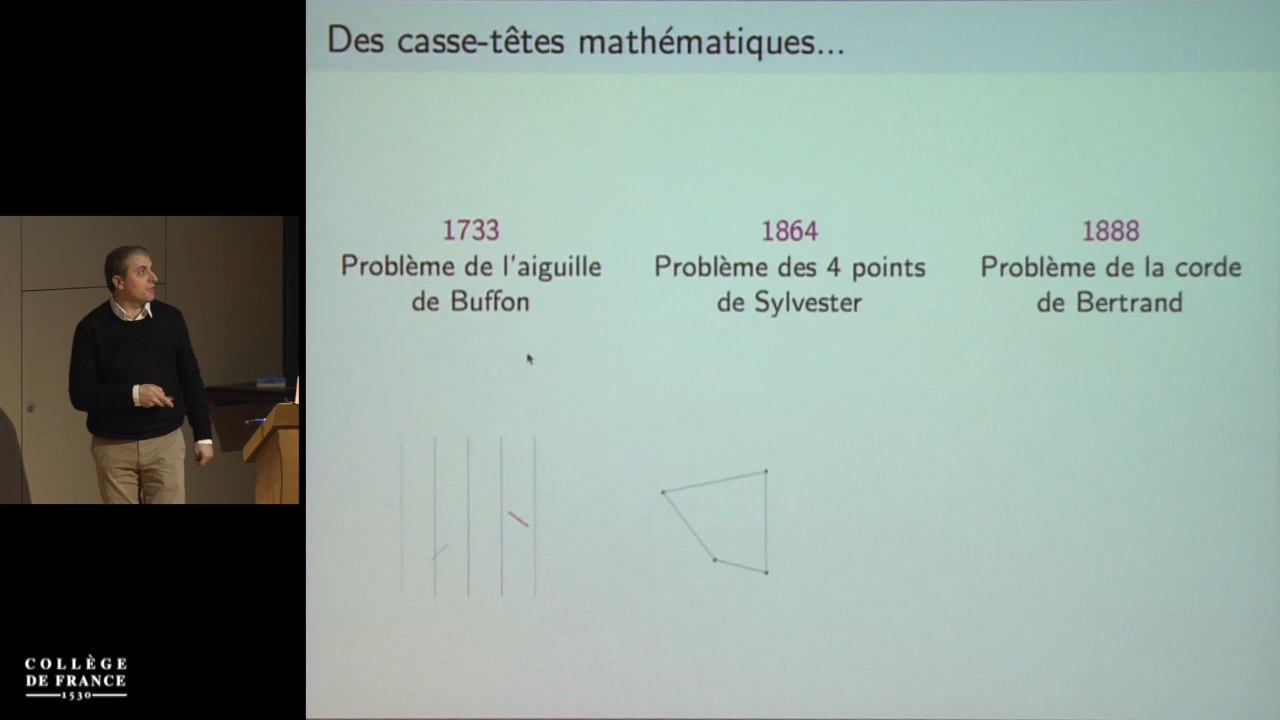 Des casse-têtes mathématiques...
1733
Problème de l'aiguille
de Buffon
1864
Problème des 4 points
de Sylvester
1888
Problème de la corde
de Bertrand
COLLÈGE
DE FRANCE
1530